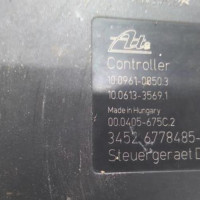 Ate
Controller
10.0961-0850.3
10.0613-3569.1
Made in Hungary
00.0405-675C.2
3452 6778485-
Steuergeraet D